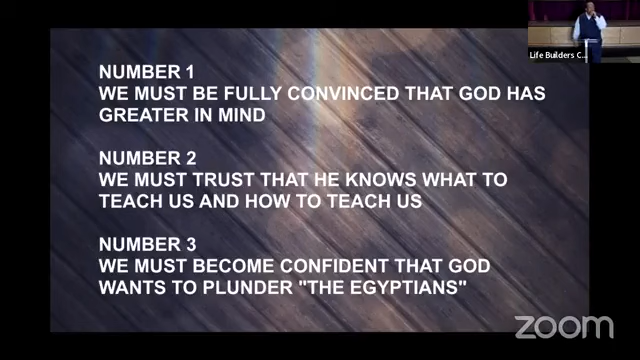 Life Builders C...
NUMBER 1
WE MUST BE FULLY CONVINCED THAT GOD HAS
GREATER IN MIND
NUMBER 2
WE MUST TRUST THAT HE KNOWS WHAT TO
TEACH US AND HOW TO TEACH US
NUMBER 3
WE MUST BECOME CONFIDENT THAT GOD
WANTS TO PLUNDER "THE EGYPTIANS"
zoom